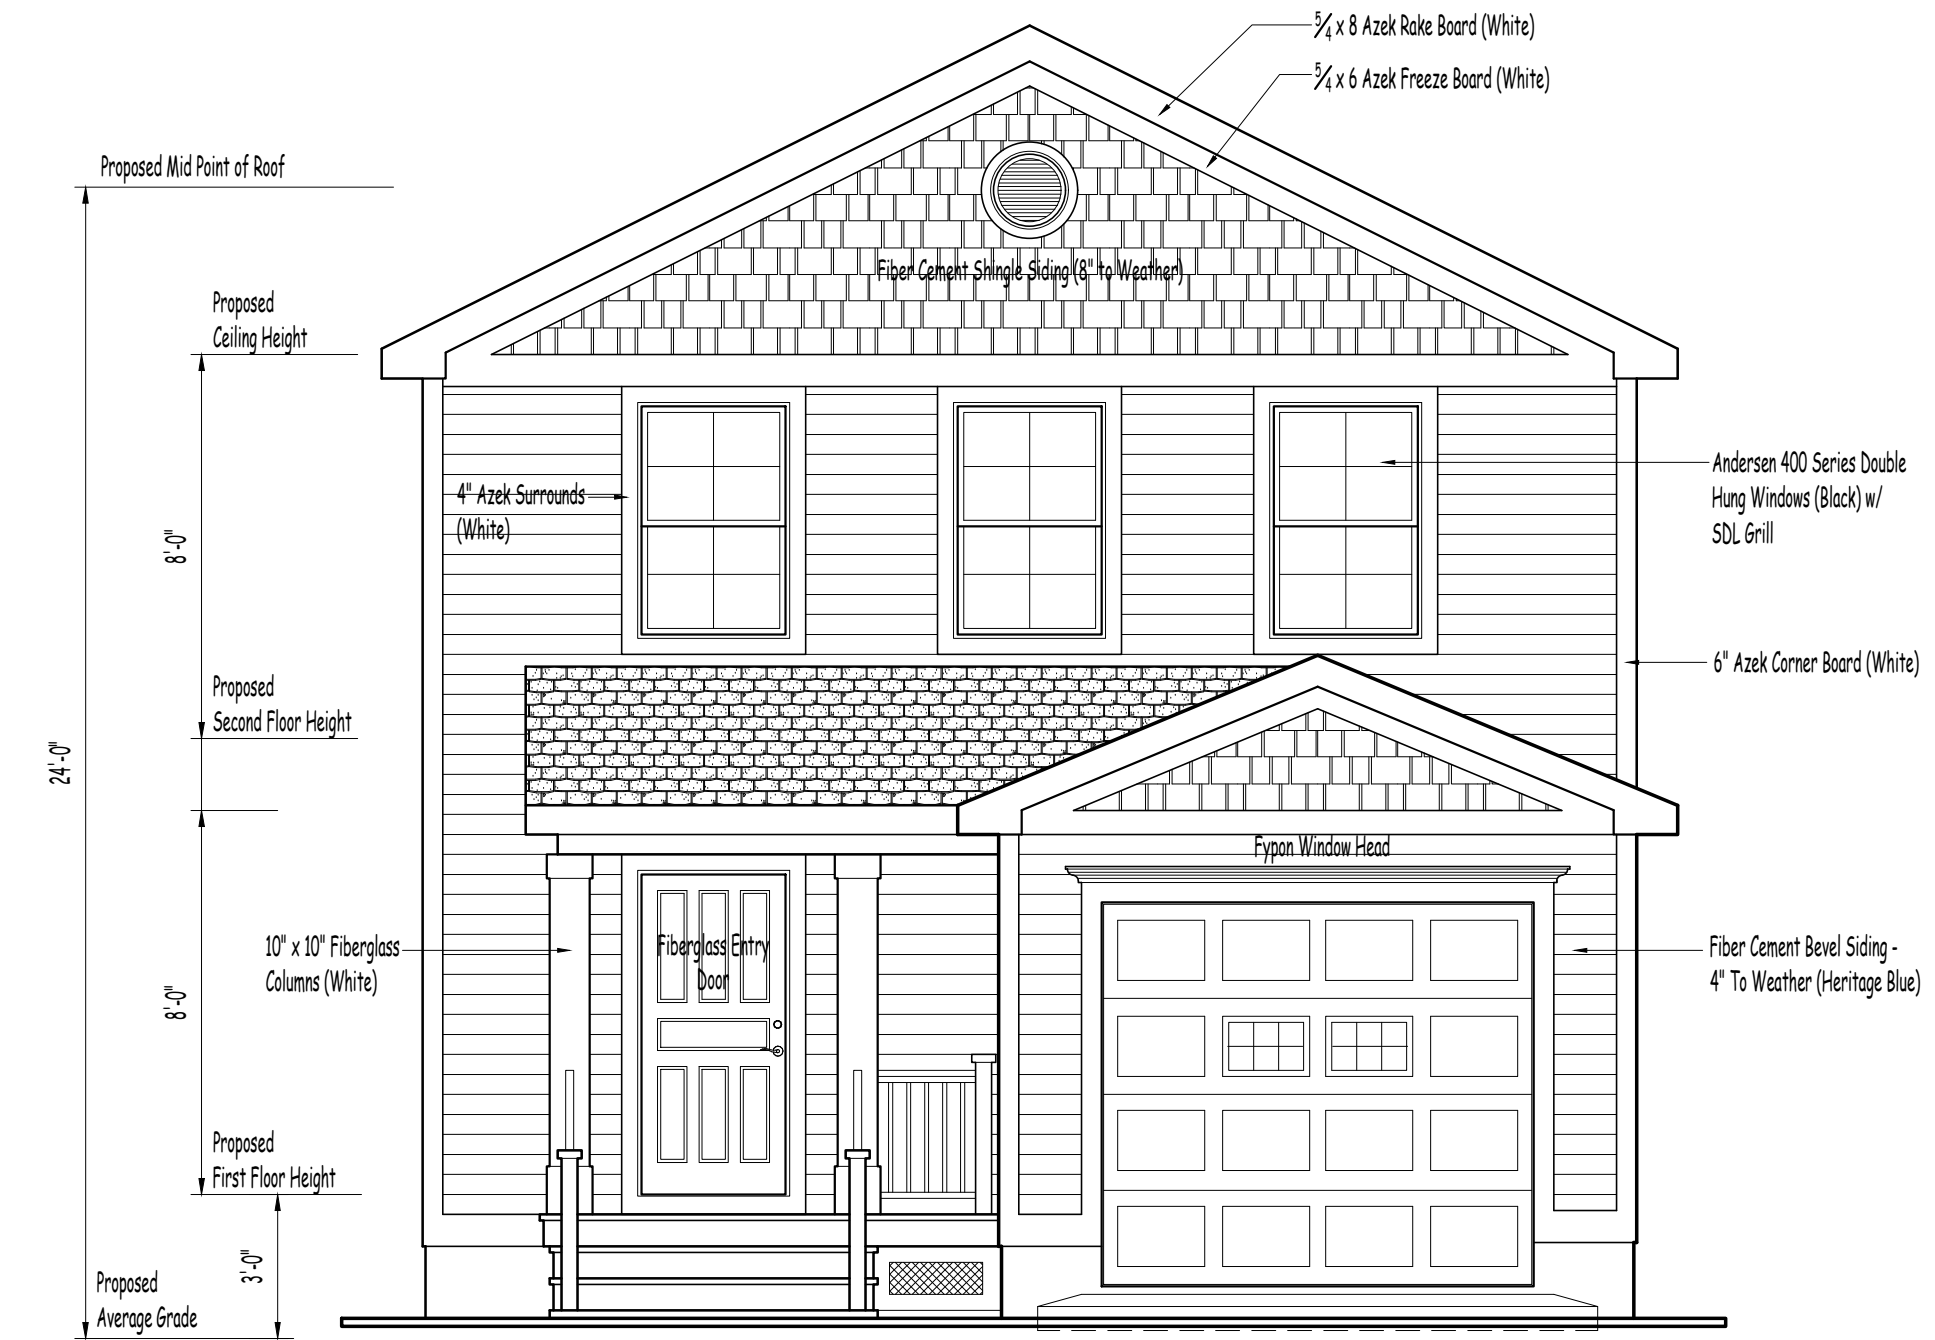 5/4 x 8 Azek Rake Board (White)
5/4 x 6 Azek Freeze Board (White)
Proposed Mid Point of Roof
Fiber Cement Shingle Siding (8" to Weather)
Proposed
Ceiling Height
Andersen 400 Series Double
Hung Windows (Black) w/
SDL Grill
4" Azek Surrounds
(White)
8'-0"
6" Azek Corner Board (White)
Proposed
Second Floor Height
24'-0"
Fypon Window Head
10" x 10" Fiberglass
Columns (White)
Fiberglass Entry
Door
Fiber Cement Bevel Siding -
4" To Weather (Heritage Blue)
8'-0"
Proposed
First Floor Height
3'-0"
Proposed
Average Grade